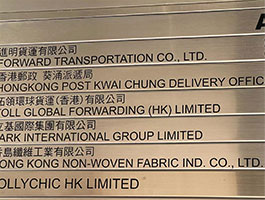 進明貨運有限公司
FORWARD TRANSPORTATION CO., LTD.
香港郵政 葵涌派遞局
HONGKONG POST KWAI CHUNG DELIVERY OFFIC
拓領環球貨運(香港)有限公司
TOLL GLOBAL FORWARDING (HK) LIMITED
立基國際集團有限公司
ARK INTERNATIONAL GROUP LIMITED
香島纖維工業有限公司
HONG KONG NON-WOVEN FABRIC IND. CO., LTD.
OLLYCHIC HK LIMITED